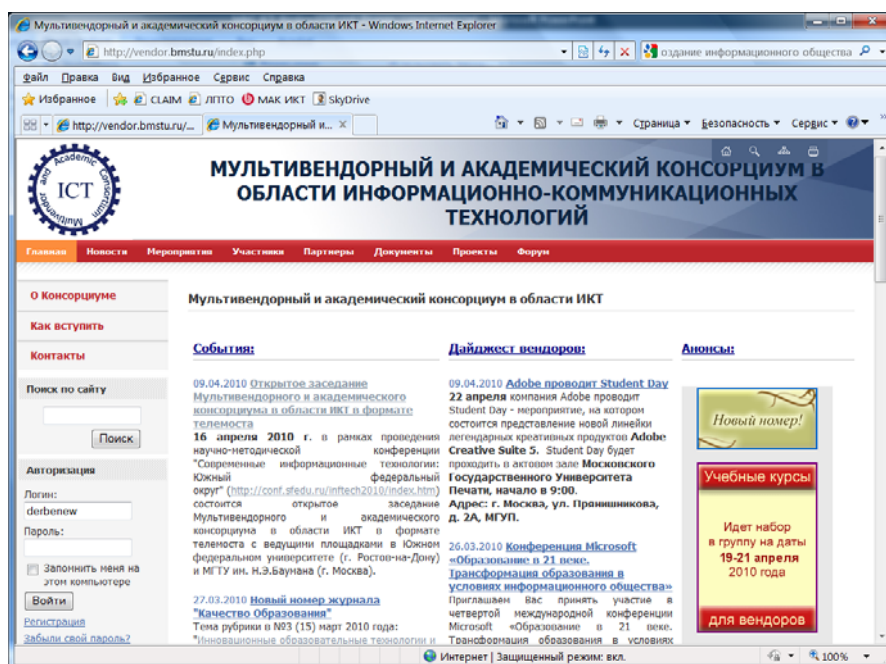 Мультивендорный и академический консорциум в области ИКТ - Windows Internet Explorer
http://vendor.bmstu.ru/index.php
оздание информационного общества
Файл Правка Вид Избранное Сервис Справка
Избранное CLAIM ЛПТО МАК ИКТ SkyDrive
http://vendor.bmstu.ru/... Мультивендорный и... X
Страница Безопасность Сервис
Academic Consortium
Multivendor and
ICT
МУЛЬТИВЕНДОРНЫЙ И АКАДЕМИЧЕСКИЙ КОНСОРЦИУМ В
ОБЛАСТИ ИНФОРМАЦИОННО-КОММУНИКАЦИОННЫХ
ТЕХНОЛОГИЙ
Главная Новости Мероприятия Участники Партнеры Документы Проекты Форум
О Консорциуме
Как вступить
Контакты
Поиск по сайту
Поиск
Авторизация
Логин:
derbenew
Пароль:
Запомнить меня на
этом компьютере
Войти
Регистрация
Забыли свой пароль?
Мультивендорный и академический консорциум в области ИКТ
События:
09.04.2010 Открытое заседание
Мультивендорного и академического
консорциума в области ИКТ в формате
телемоста
16 апреля 2010 г. в рамках проведения
научно-методической конференции
"Современные информационные технологии:
Южный федеральный
округ" (http://conf.sfedu.ru/inftech2010/index.htm)
состоится открытое заседание
Мультивендорного и академического
консорциума в области ИКТ в формате
телемоста с ведущими площадками в Южном
федеральном университете (г. Ростов-на-Дону)
и МГТУ им. Н.Э.Баумана (г. Москва).
27.03.2010 Новый номер журнала
"Качество Образования"
Тема рубрики в №3 (15) март 2010 года:
"Инновационные образовательные технологии и
Дайджест вендоров:
09.04.2010 Adobe проводит Student Day
22 апреля компания Adobe проводит
Student Day - мероприятие, на котором
состоится представление новой линейки
легендарных креативных продуктов Adobe
Creative Suite 5. Student Day будет
проходить в актовом зале Московского
Государственного Университета
Печати, начало в 9:00.
Адрес: г. Москва, ул. Прянишникова,
д. 2А, МГУП.
26.03.2010 Конференция Microsoft
«Образование в 21 веке.
Трансформация образования в
условиях информационного общества»
Приглашаем Вас принять участие в
четвертой международной конференции
Microsoft «Образование в 21 веке.
Трансформация образования в условиях
Анонсы:
Новый номер!
Учебные курсы
Идет набор
в группу на даты
19-21 апреля
2010 года
для вендоров
Интернет | Защищенный режим: вкл.
100%